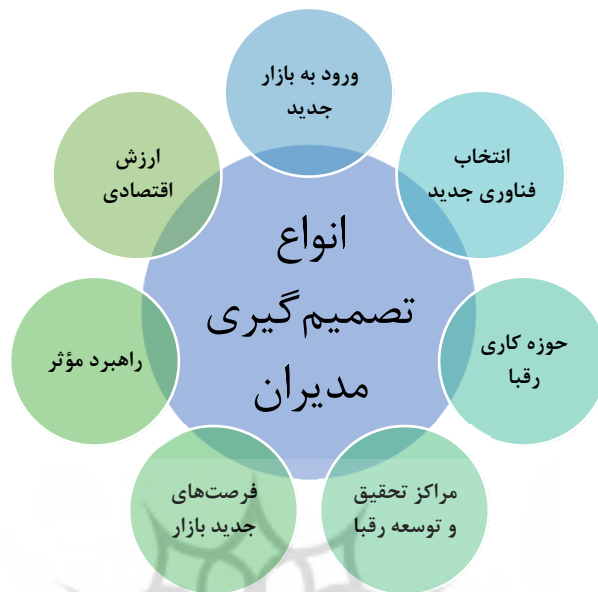 انواع
تصمیم‌گیری
مدیران
ورود به بازار
جدید
انتخاب
فناوری جدید
حوزه کاری
رقبا
مراکز تحقیق
و توسعه رقبا
فرصت‌های
جدید بازار
راهبرد مؤثر
ارزش
اقتصادی